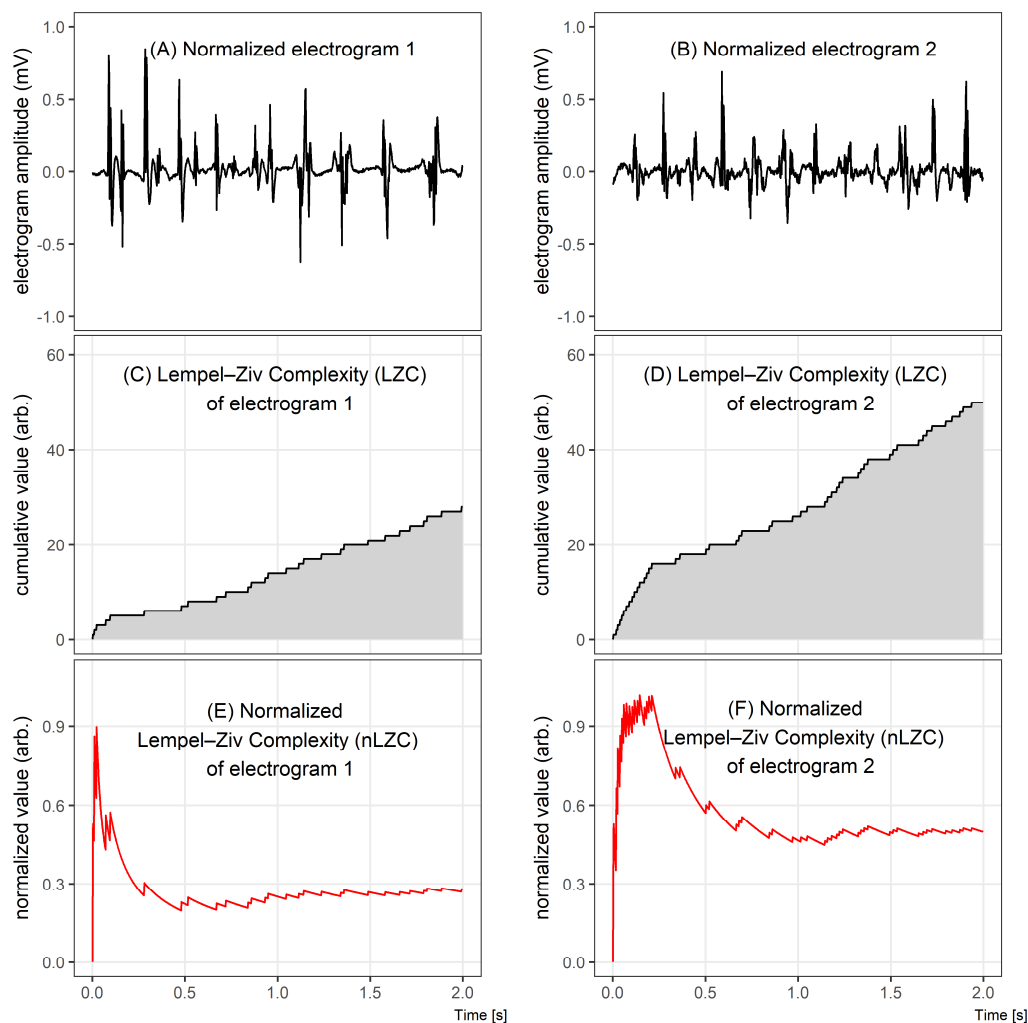 (A) Normalized electrogram 1
electrogram amplitude (mV)
1.0
0.5
0.0
-0.5
-1.0
(B) Normalized electrogram 2
electrogram amplitude (mV)
1.0
0.5
0.0
-0.5
-1.0
(C) Lempel–Ziv Complexity (LZC)
of electrogram 1
cumulative value (arb.)
60
40
20
0
(D) Lempel–Ziv Complexity (LZC)
of electrogram 2
cumulative value (arb.)
60
40
20
0
(E) Normalized
Lempel–Ziv Complexity (nLZC)
of electrogram 1
normalized value (arb.)
0.9
0.6
0.3
0.0
0.0 0.5 1.0 1.5 2.0
Time [s]
(F) Normalized
Lempel–Ziv Complexity (nLZC)
of electrogram 2
normalized value (arb.)
0.9
0.6
0.3
0.0
0.0 0.5 1.0 1.5 2.0
Time [s]